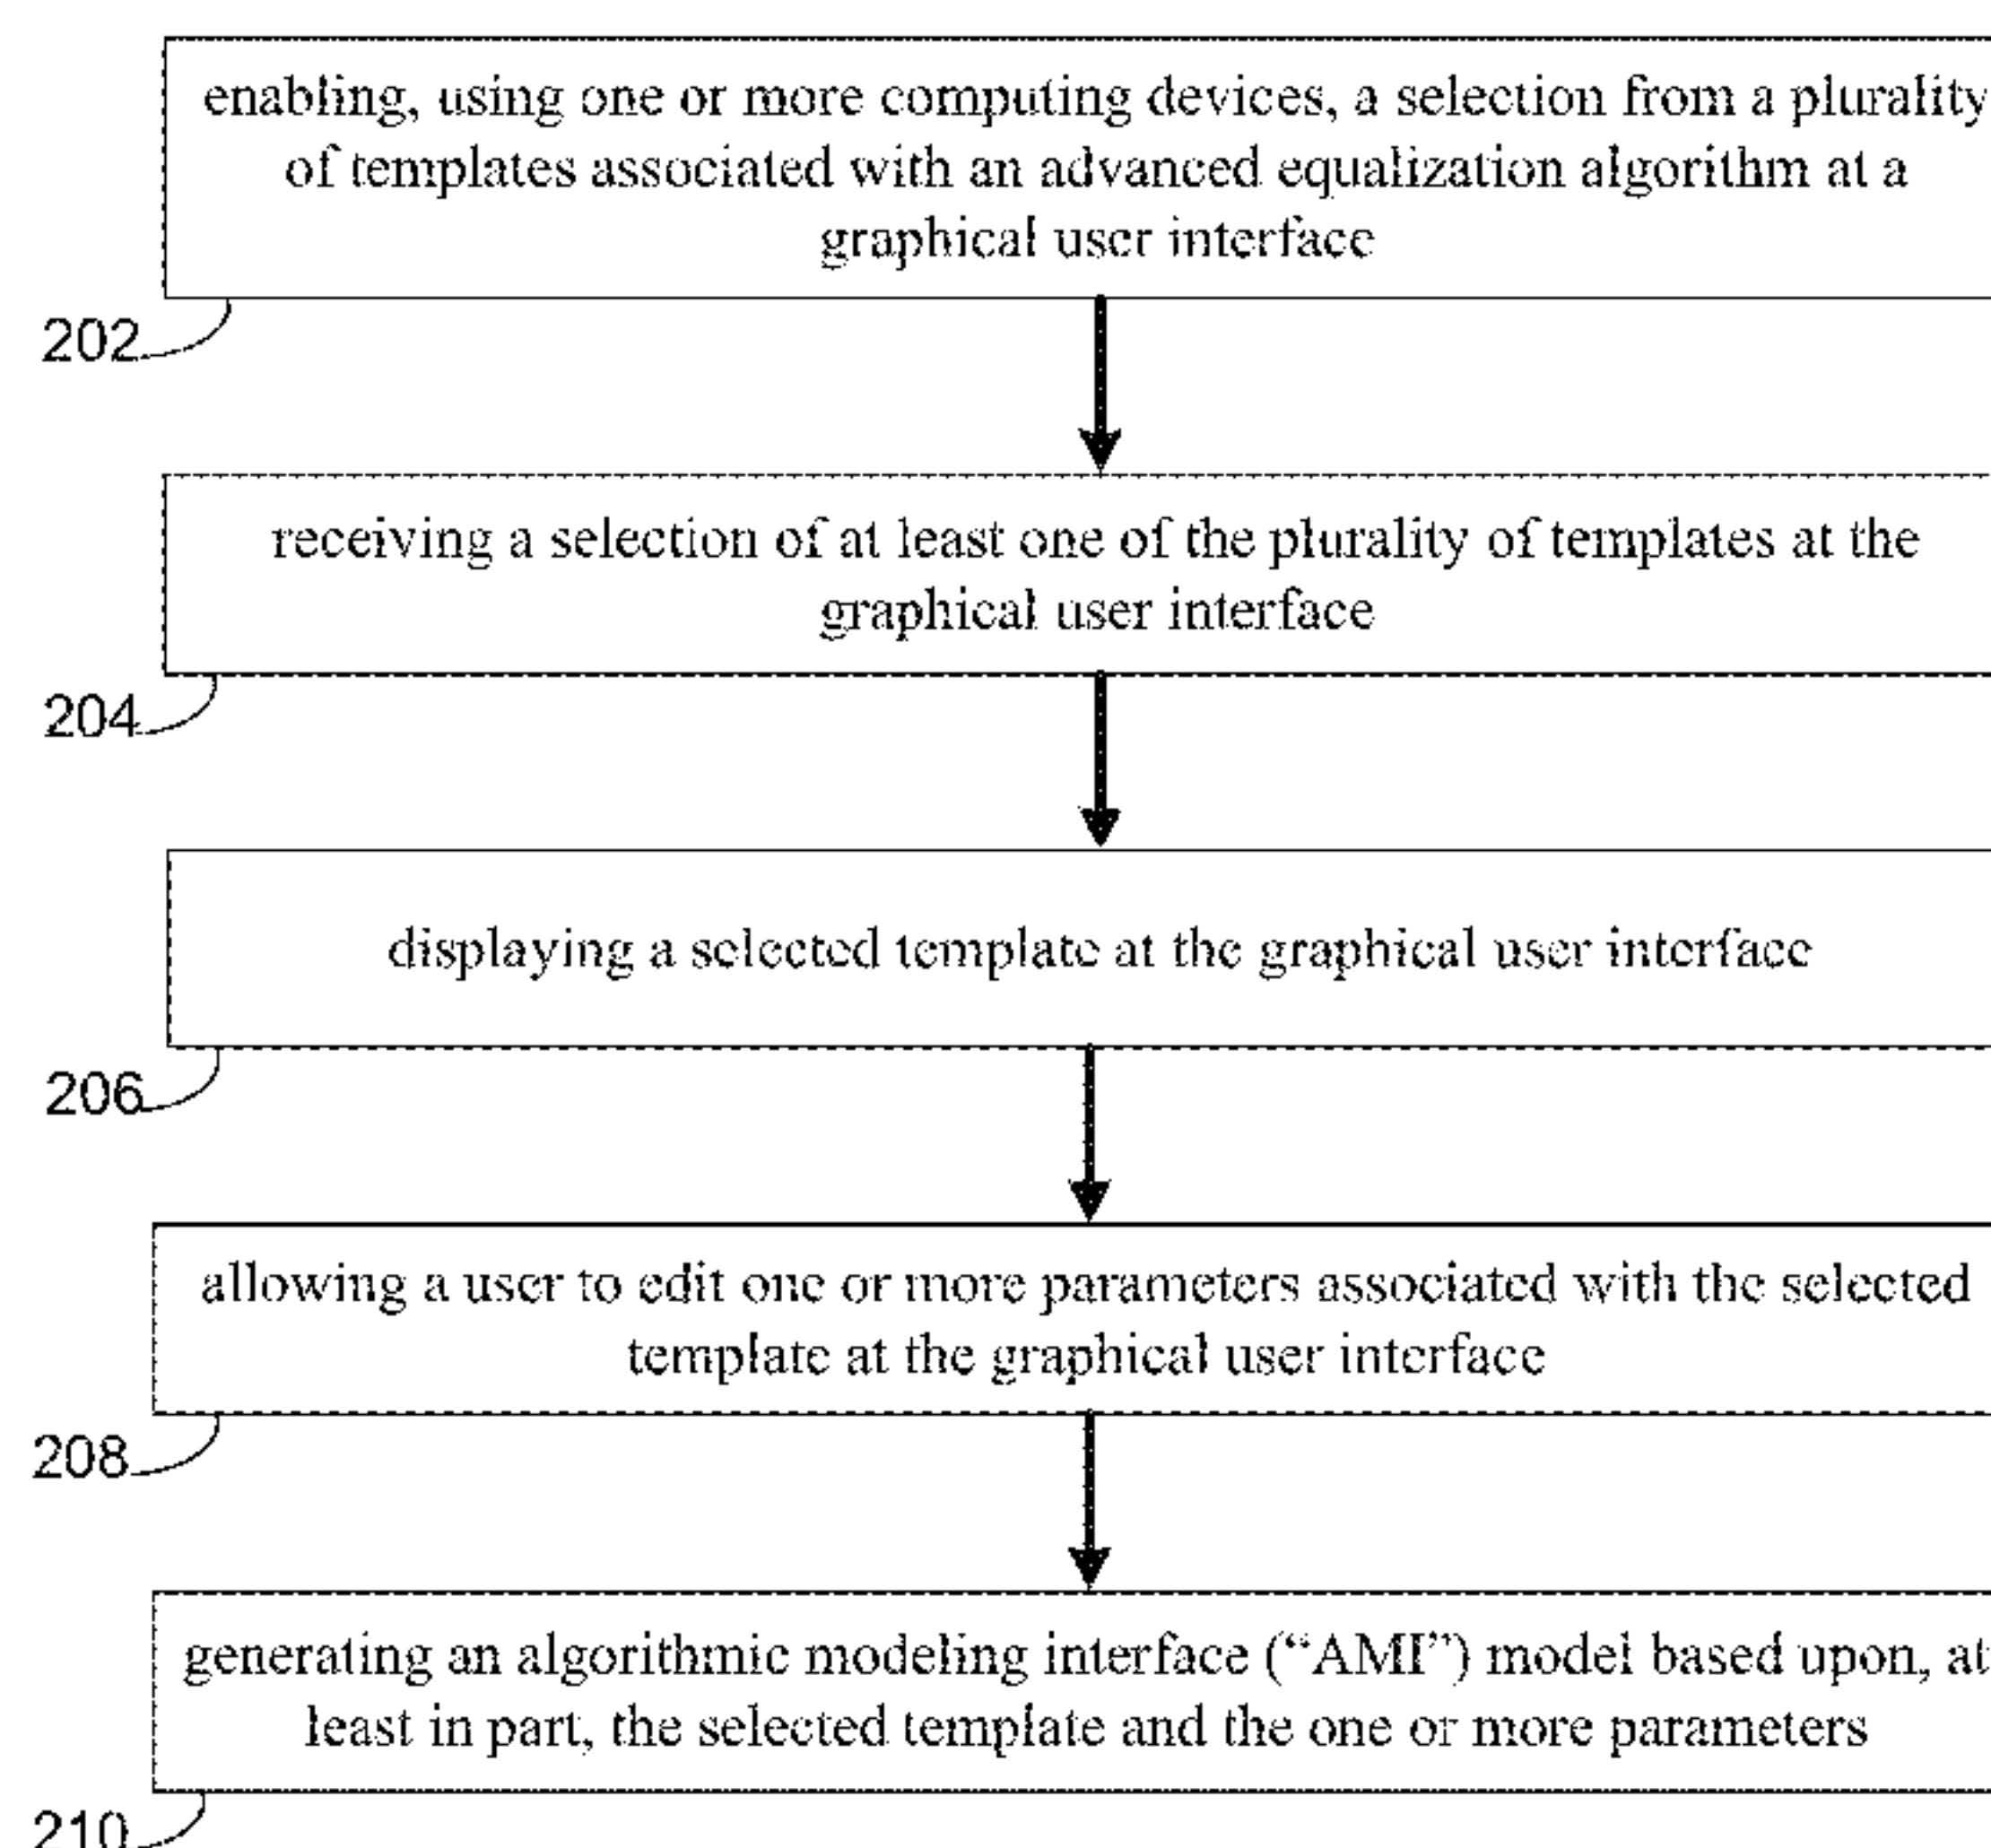 enabling, using one or more computing devices, a selection from a plurality
of templates associated with an advanced equalization algorithm at a
graphical user interface
202
receiving a selection of at least one of the plurality of templates at the
graphical user interface
204
displaying a selected template at the graphical user interface
206
allowing a user to edit one or more parameters associated with the selected
template at the graphical user interface
208
generating an algorithmic modeling interface (“AMI”) model based upon, at
least in part, the selected template and the one or more parameters
210